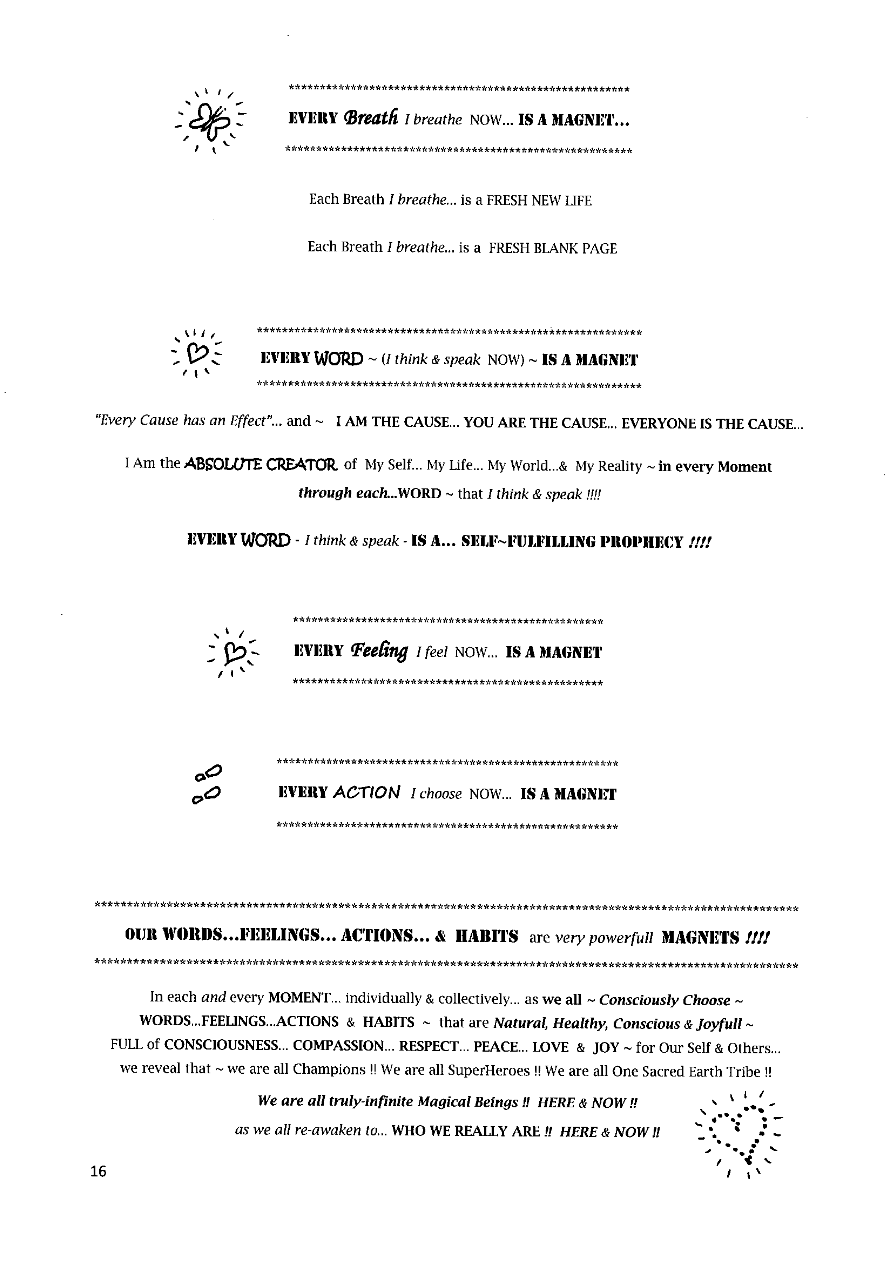 ******************************************************
EVERY Breath I breathe NOW... IS A MAGNET...
*******************************************************
Each Breath I breathe... is a FRESH NEW LIFE
Each Breath I breathe... is a FRESH BLANK PAGE
*************************************************************
EVERY WORD ~ (I think & speak NOW) ~ IS A MAGNET
*************************************************************
"Every Cause has an Effect"... and ~ I AM THE CAUSE... YOU ARE THE CAUSE... EVERYONE IS THE CAUSE...
I Am the ABSOLUTE CREATOR of My Self... My Life... My World...& My Reality ~ in every Moment
through each...WORD ~ that I think & speak !!!!
EVERY WORD - I think & speak - IS A... SELF~FULFILLING PROPHECY !!!!
*************************************************
EVERY Feeling I feel NOW... IS A MAGNET
*************************************************
******************************************************
EVERY ACTION I choose NOW... IS A MAGNET
******************************************************
****************************************************************************************************************
OUR WORDS...FEELINGS... ACTIONS... & HABITS are very powerfull MAGNETS !!!!
****************************************************************************************************************
In each and every MOMENT... individually & collectively... as we all ~ Consciously Choose ~
WORDS...FEELINGS...ACTIONS & HABITS ~ that are Natural, Healthy, Conscious & Joyfull ~
FULL of CONSCIOUSNESS... COMPASSION... RESPECT... PEACE... LOVE & JOY ~ for Our Self & Others...
we reveal that ~ we are all Champions !! We are all SuperHeroes !! We are all One Sacred Earth Tribe !!
We are all truly-infinite Magical Beings !! HERE & NOW !!
as we all re-awaken to... WHO WE REALLY ARE !! HERE & NOW !!
16